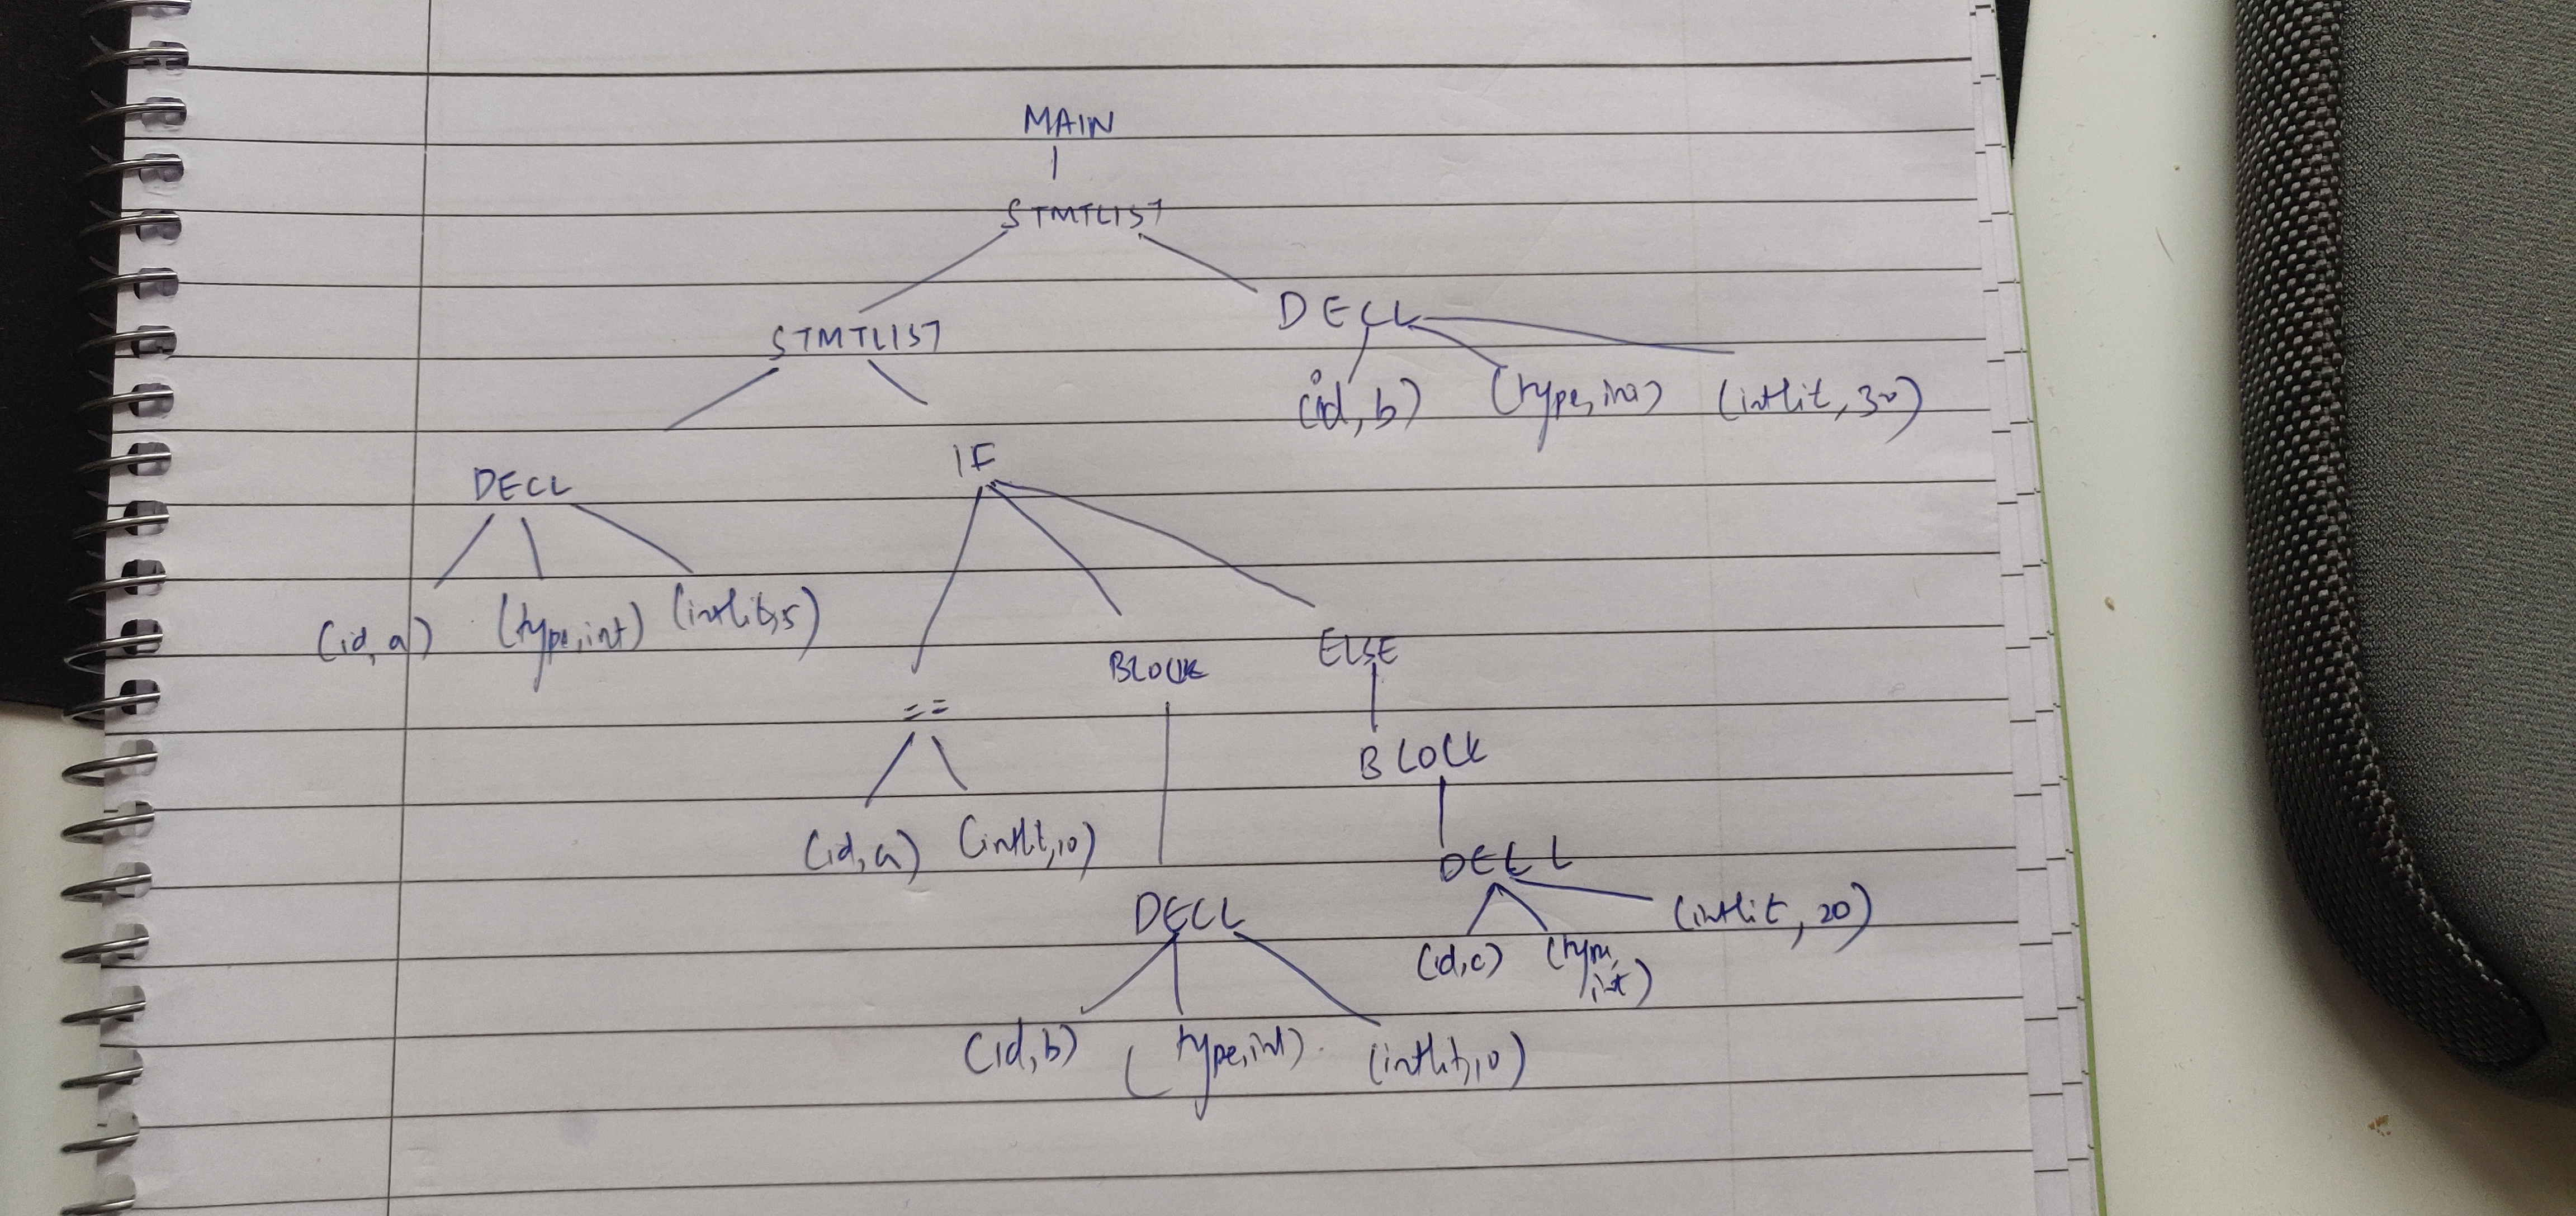 MAIN
STMTLIST
STMTLIST
DECL
(id, b) (type, int) (intlit, 30)
DECL
IF
(id, a) (type, int) (intlit, 5)
==
BLOCK
ELSE
BLOCK
(id, a) (intlit, 10)
DECL
DECL
(id, c) (type, int) (intlit, 20)
(id, b) (type, int) (intlit, 10)